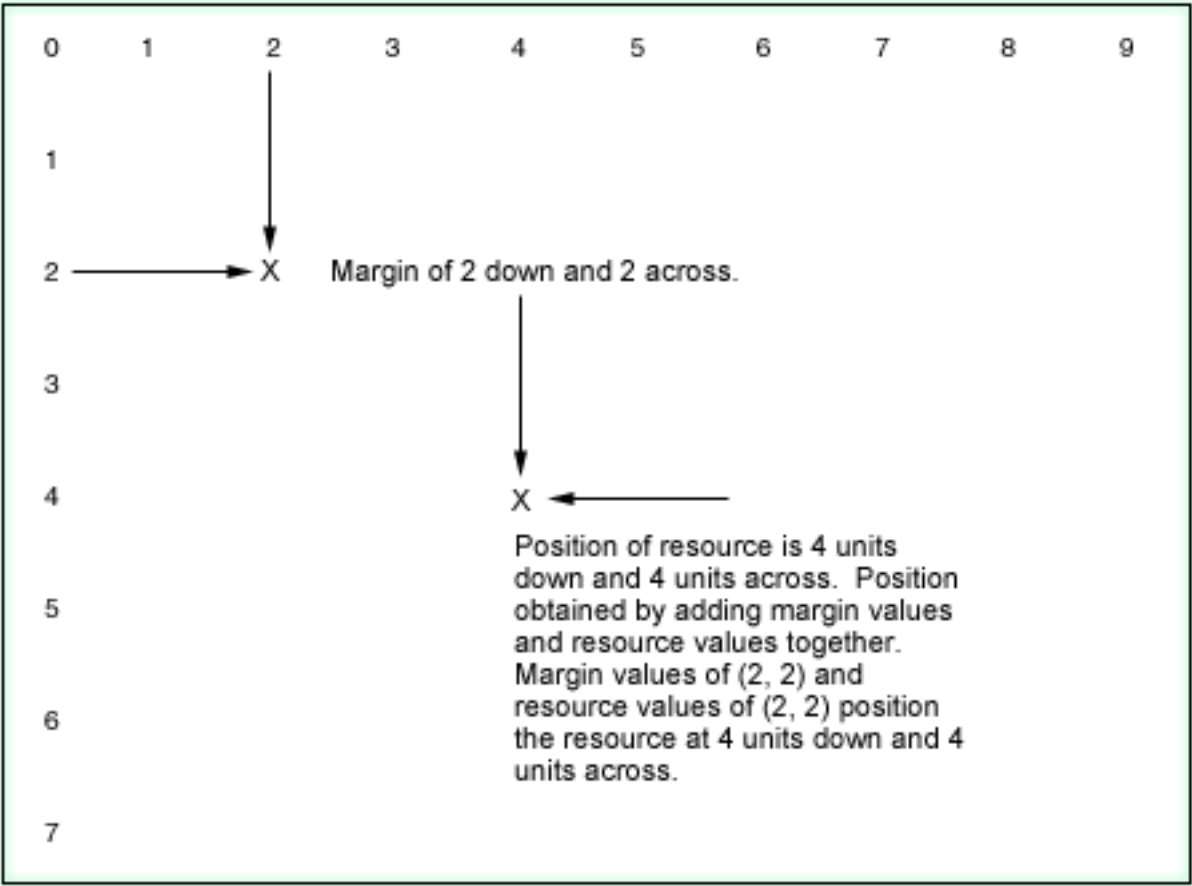 0 1 2 3 4 5 6 7 8 9
1
2 X Margin of 2 down and 2 across.
3
4 X
Position of resource is 4 units
down and 4 units across. Position
5 obtained by adding margin values
and resource values together.
Margin values of (2, 2) and
6 resource values of (2, 2) position
the resource at 4 units down and 4
units across.
7